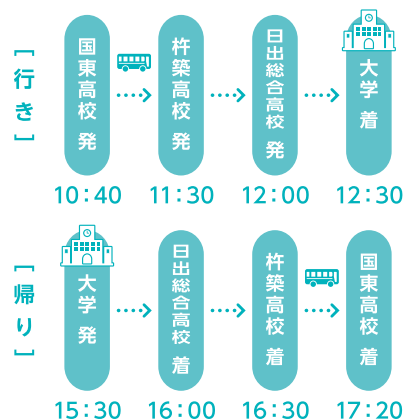 [行き]
国東高校 発
杵築高校 発
日出総合高校 発
大学 着
10:40
11:30
12:00
12:30
[帰り]
大学 発
日出総合高校 着
杵築高校 着
国東高校 着
15:30
16:00
16:30
17:20